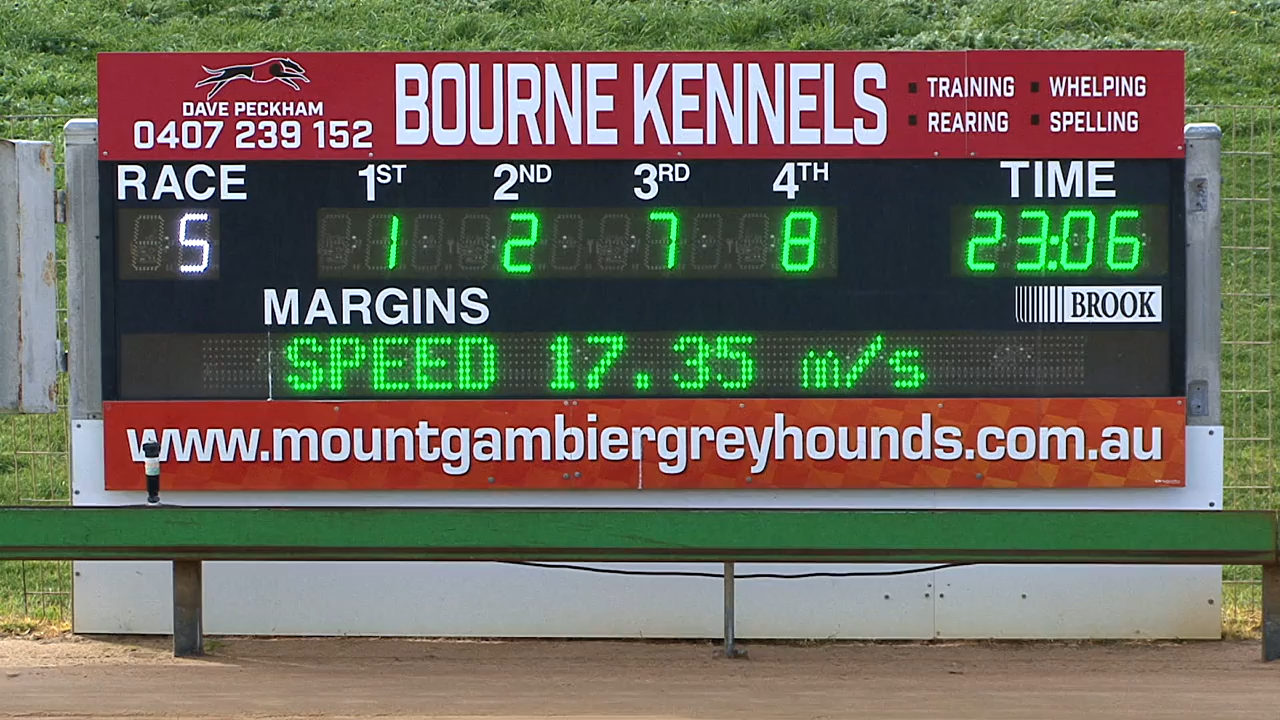 DAVE PECKHAM
0407 239 152
BOURNE KENNELS
TRAINING WHELPING
REARING SPELLING
RACE 1ST 2ND 3RD 4TH TIME
5 1 2 7 8 23:06
MARGINS BROOK
SPEED 17.35 m/s
www.mountgambiergreyhounds.com.au